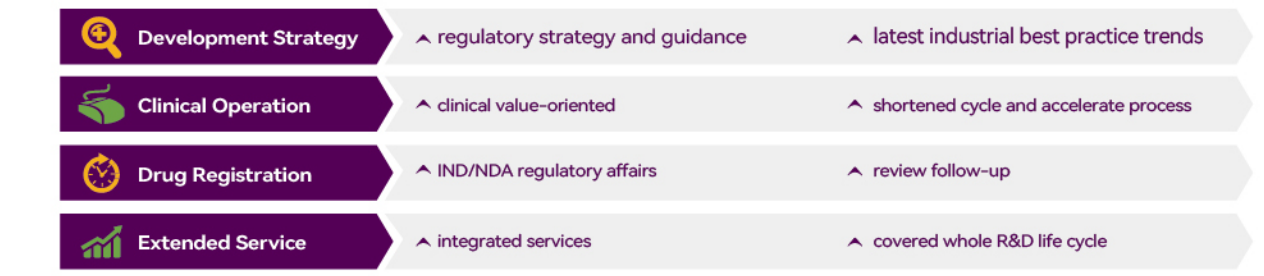 Development Strategy
regulatory strategy and guidance
latest industrial best practice trends
Clinical Operation
clinical value-oriented
shortened cycle and accelerate process
Drug Registration
IND/NDA regulatory affairs
review follow-up
Extended Service
integrated services
covered whole R&D life cycle